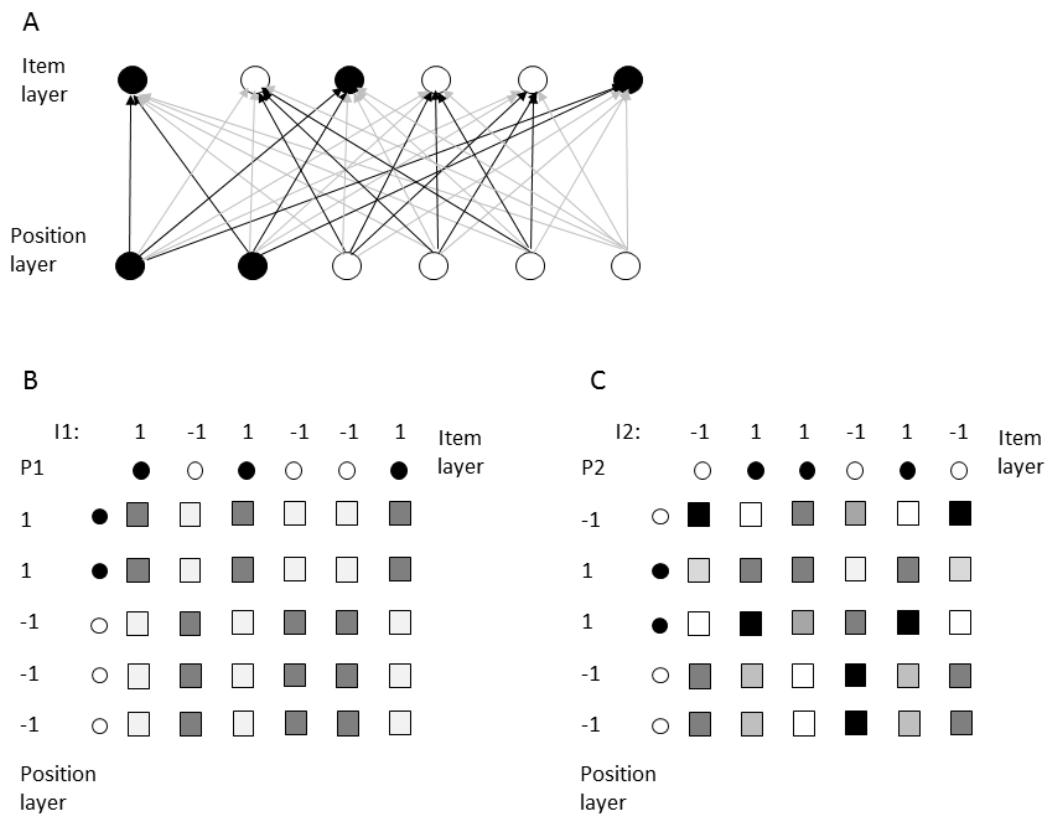 A
Item
layer
Position
layer
B
I1: 1 -1 1 -1 -1 1 Item
layer
P1
1
1
-1
-1
-1
Position
layer
C
I2: -1 1 1 -1 1 -1 Item
layer
P2
-1
1
1
-1
-1
Position
layer